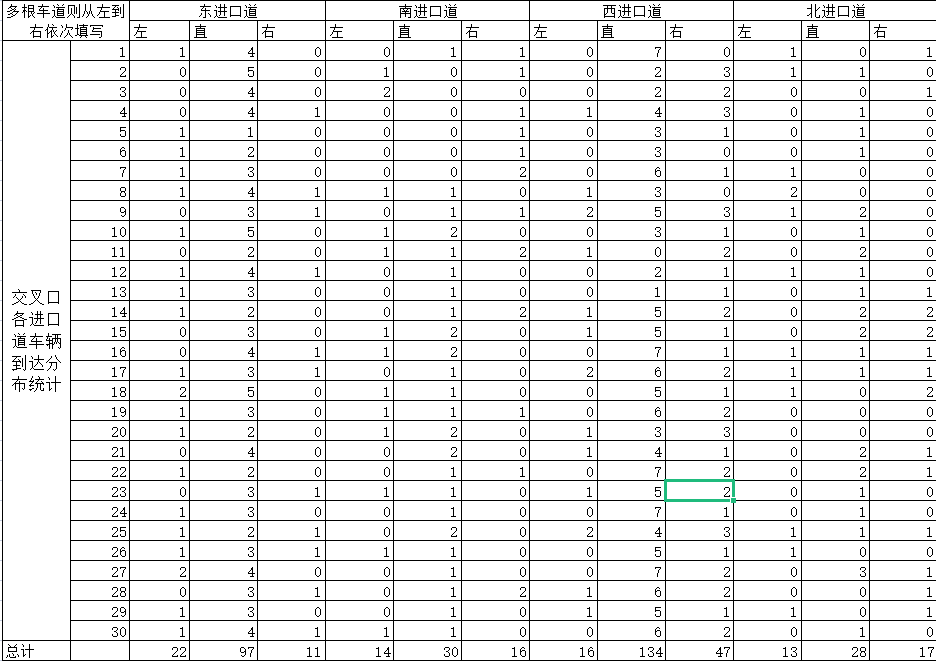 多根车道则从左到右依次填写 东进口道 南进口道 西进口道 北进口道
左 直 右 左 直 右 左 直 右 左 直 右
交叉口各进口道车辆到达分布统计
1 1 4 0 0 1 1 0 7 0 1 0 1
2 0 5 0 1 0 1 0 2 3 1 1 0
3 0 4 0 2 0 0 0 2 2 0 0 1
4 0 4 1 0 0 1 1 4 3 0 1 0
5 1 1 0 0 0 1 0 3 1 0 1 0
6 1 2 0 0 0 1 0 3 0 0 1 0
7 1 3 0 0 0 2 0 6 1 1 0 0
8 1 4 1 1 1 0 1 3 0 2 0 0
9 0 3 1 0 1 1 2 5 3 1 2 0
10 1 5 0 1 2 0 0 3 1 0 1 0
11 0 2 0 1 1 2 1 0 2 0 2 0
12 1 4 1 0 1 0 0 2 1 1 1 0
13 1 3 0 0 1 0 0 1 1 0 1 1
14 1 2 0 0 1 2 1 5 2 0 2 2
15 0 3 0 1 2 0 1 5 1 0 2 2
16 0 4 1 1 2 0 0 7 1 1 1 1
17 1 3 1 0 1 0 2 6 2 1 1 1
18 2 5 0 1 1 0 0 5 1 1 0 2
19 1 3 0 1 1 1 0 6 2 0 0 0
20 1 2 0 1 2 0 1 3 3 0 0 0
21 0 4 0 0 2 0 1 4 1 0 2 1
22 1 2 0 0 1 1 0 7 2 0 2 1
23 0 3 1 1 1 0 1 5 2 0 1 0
24 1 3 0 0 1 0 0 7 1 0 1 0
25 1 2 1 0 2 0 2 4 3 1 1 1
26 1 3 1 1 1 0 0 5 1 1 0 0
27 2 4 0 0 1 0 0 7 2 0 3 1
28 0 3 1 0 1 2 1 6 2 0 0 1
29 1 3 0 0 1 0 1 5 1 1 0 1
30 1 4 1 1 1 0 0 6 2 0 1 0
总计 22 97 11 14 30 16 16 134 47 13 28 17